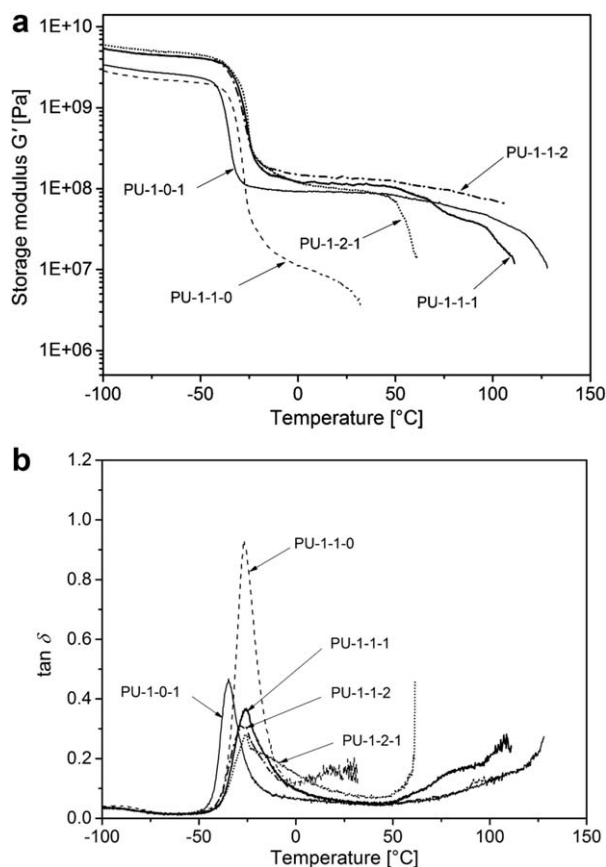 a
1E+10
1E+09
1E+08
1E+07
1E+06
Storage modulus G' [Pa]
PU-1-1-2
PU-1-0-1
PU-1-2-1
PU-1-1-0
PU-1-1-1
-100 -50 0 50 100 150
Temperature [°C]
b
1.2
1.0
0.8
0.6
0.4
0.2
0.0
tan δ
PU-1-1-0
PU-1-1-1
PU-1-0-1
PU-1-1-2
PU-1-2-1
-100 -50 0 50 100 150
Temperature [°C]